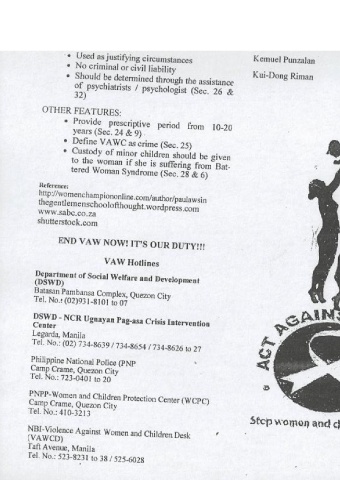 • Used as justifying circumstances
• No criminal or civil liability
• Should be determined through the assistance
of psychiatrists / psychologist (Sec. 26 &
32)
OTHER FEATURES:
• Provide prescriptive period from 10-20
years (Sec. 24 & 9)
• Define VAWC as crime (Sec. 25)
• Custody of minor children should be given
to the woman if she is suffering from Bat-
tered Woman Syndrome (Sec. 28 & 6)
Reference:
http://womenchampiononline.com/author/paulawsin
thegentlemenschoolofthought.wordpress.com
www.sabc.co.za
shutterstock.com
END VAW NOW! IT'S OUR DUTY!!!
VAW Hotlines
Department of Social Welfare and Development
(DSWD)
Batasan Pambansa Complex, Quezon City
Tel. No.: (02)931-8101 to 07
DSWD - NCR Ugnayan Pag-asa Crisis Intervention
Center
Legarda, Manila
Tel. No.: (02) 734-8639 / 734-8654 / 734-8626 to 27
Philippine National Police (PNP
Camp Crame, Quezon City
Tel. No.: 723-0401 to 20
PNPP-Women and Children Protection Center (WCPC)
Camp Crame, Quezon City
Tel. No.: 410-3213
NBI-Violence Against Women and Children Desk
(VAWCD)
Taft Avenue, Manila
Tel. No.: 523-8231 to 38 / 525-6028
Kemuel Punzalan
Kui-Dong Riman
ACT AGAINS
Stop women and c